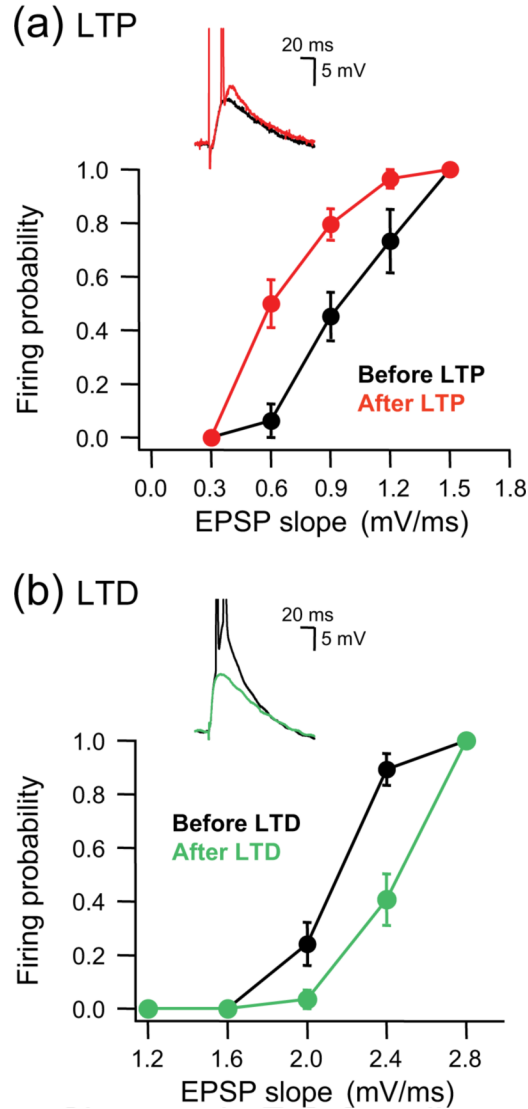 (a) LTP
20 ms
5 mV
1.0
0.8
0.6
0.4
0.2
0.0
Firing probability
Before LTP
After LTP
0.0 0.3 0.6 0.9 1.2 1.5 1.8
EPSP slope (mV/ms)
(b) LTD
20 ms
5 mV
1.0
0.8
0.6
0.4
0.2
0.0
Firing probability
Before LTD
After LTD
1.2 1.6 2.0 2.4 2.8
EPSP slope (mV/ms)